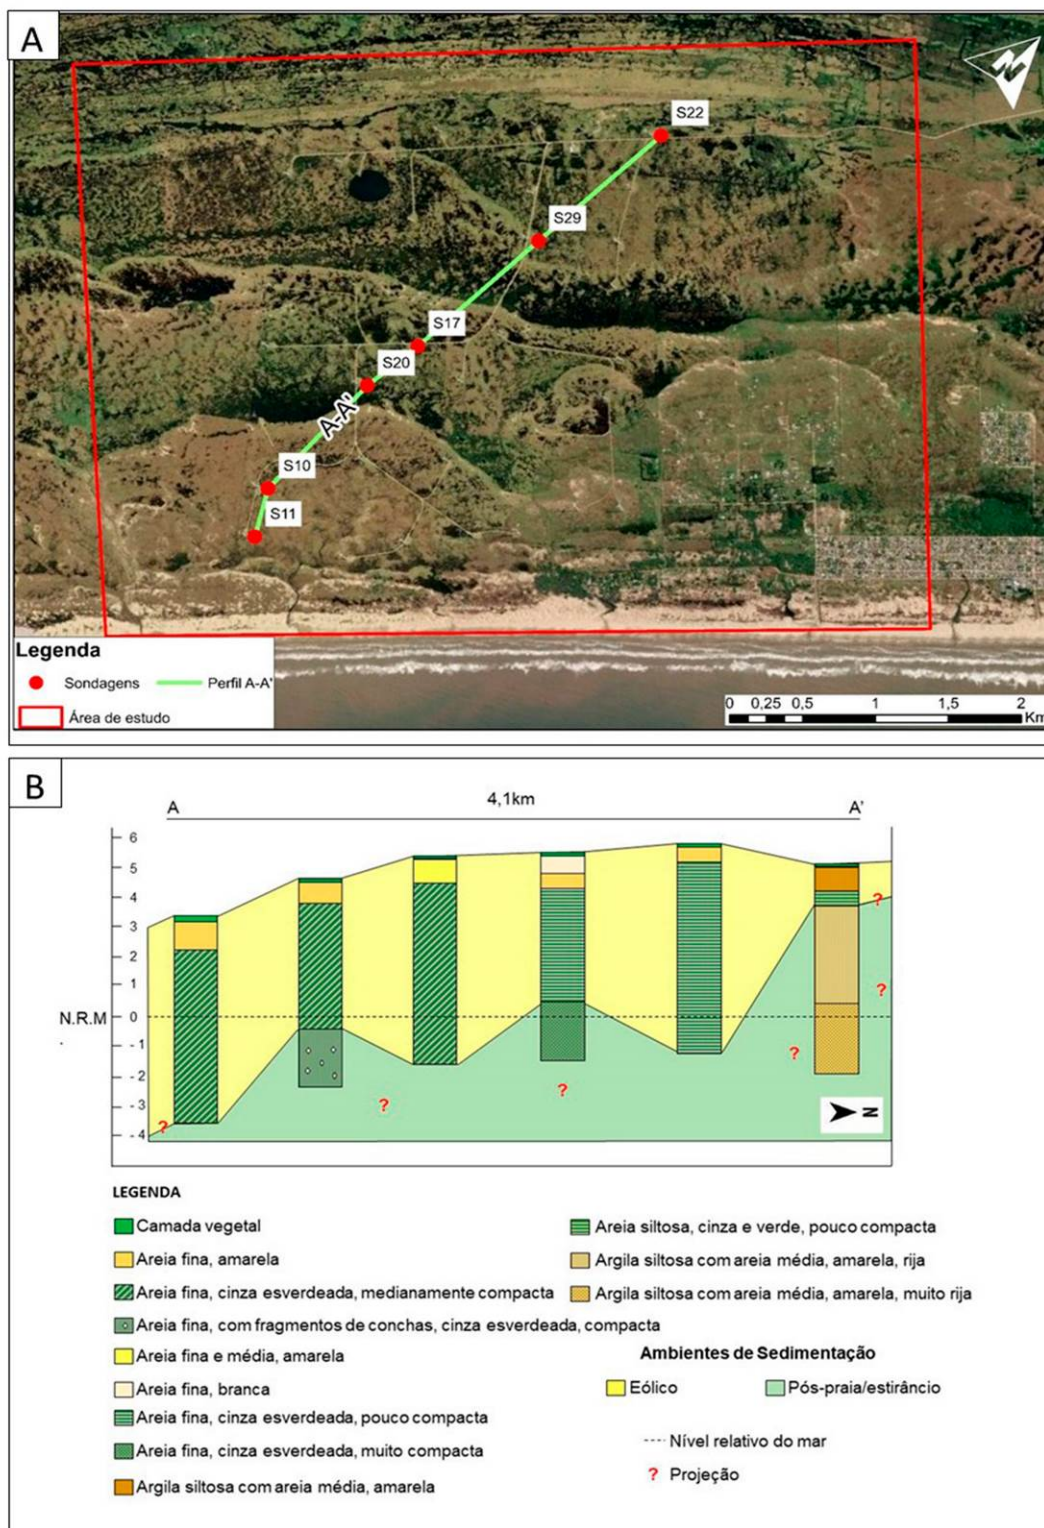 A
N
S22
S29
S17
S20
A-A'
S10
S11
Legenda
Sondagens
Perfil A-A'
Área de estudo
0 0,25 0,5 1 1,5 2
Km
B
A 4,1km A'
6
5
4
3
2
1
N.R.M 0
- 1
- 2
- 3
- 4
?
?
?
?
?
?
N
LEGENDA
Camada vegetal
Areia fina, amarela
Areia fina, cinza esverdeada, medianamente compacta
Areia fina, com fragmentos de conchas, cinza esverdeada, compacta
Areia fina e média, amarela
Areia fina, branca
Areia fina, cinza esverdeada, pouco compacta
Areia fina, cinza esverdeada, muito compacta
Argila siltosa com areia média, amarela
Areia siltosa, cinza e verde, pouco compacta
Argila siltosa com areia média, amarela, rija
Argila siltosa com areia média, amarela, muito rija
Ambientes de Sedimentação
Eólico Pós-praia/estirâncio
Nível relativo do mar
? Projeção